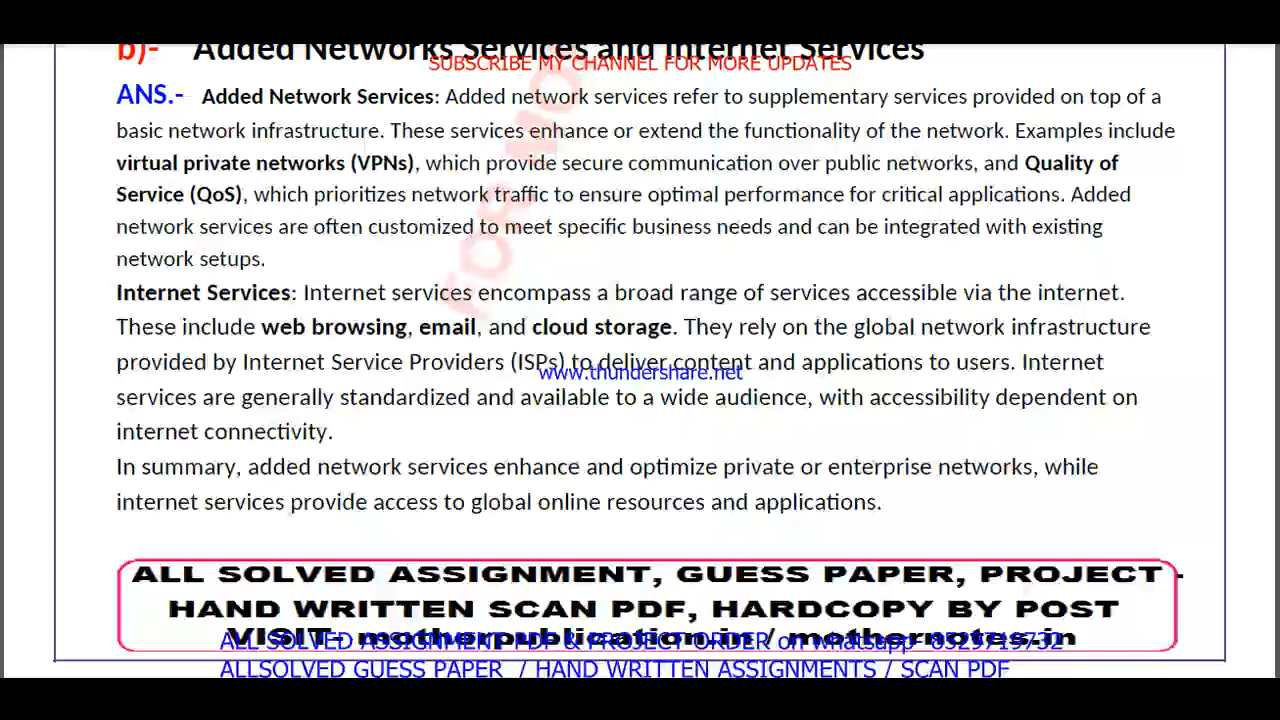 b)- Added Networks Services and Internet Services
SUBSCRIBE MY CHANNEL FOR MORE UPDATES
ANS.- Added Network Services: Added network services refer to supplementary services provided on top of a
basic network infrastructure. These services enhance or extend the functionality of the network. Examples include
virtual private networks (VPNs), which provide secure communication over public networks, and Quality of
Service (QoS), which prioritizes network traffic to ensure optimal performance for critical applications. Added
network services are often customized to meet specific business needs and can be integrated with existing
network setups.
Internet Services: Internet services encompass a broad range of services accessible via the internet.
These include web browsing, email, and cloud storage. They rely on the global network infrastructure
provided by Internet Service Providers (ISPs) to deliver content and applications to users. Internet
www.thundershare.net
services are generally standardized and available to a wide audience, with accessibility dependent on
internet connectivity.
In summary, added network services enhance and optimize private or enterprise networks, while
internet services provide access to global online resources and applications.
FOR MO
ALL SOLVED ASSIGNMENT, GUESS PAPER, PROJECT -
HAND WRITTEN SCAN PDF, HARDCOPY BY POST
VISIT- motherpublication.in / mothernotes.in
ALL SOLVED ASSIGNMENT PDF & PROJECT ORDER on whatsapp- 8529719732
ALLSOLVED GUESS PAPER / HAND WRITTEN ASSIGNMENTS / SCAN PDF